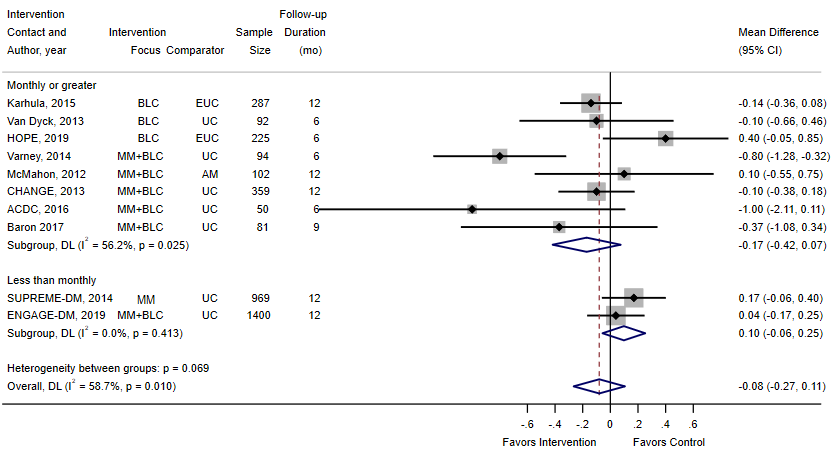 Intervention Follow-up
Contact and Intervention Sample Duration Mean Difference
Author, year Focus Comparator Size (mo) (95% CI)
Monthly or greater
Karhula, 2015 BLC EUC 287 12 -0.14 (-0.36, 0.08)
Van Dyck, 2013 BLC UC 92 6 -0.10 (-0.66, 0.46)
HOPE, 2019 BLC EUC 225 6 0.40 (-0.05, 0.85)
Varney, 2014 MM+BLC UC 94 6 -0.80 (-1.28, -0.32)
McMahon, 2012 MM+BLC AM 102 12 0.10 (-0.55, 0.75)
CHANGE, 2013 MM+BLC UC 359 12 -0.10 (-0.38, 0.18)
ACDC, 2016 MM+BLC UC 50 6 -1.00 (-2.11, 0.11)
Baron 2017 MM+BLC UC 81 9 -0.37 (-1.08, 0.34)
Subgroup, DL (I² = 56.2%, p = 0.025) -0.17 (-0.42, 0.07)
Less than monthly
SUPREME-DM, 2014 MM UC 969 12 0.17 (-0.06, 0.40)
ENGAGE-DM, 2019 MM+BLC UC 1400 12 0.04 (-0.17, 0.25)
Subgroup, DL (I² = 0.0%, p = 0.413) 0.10 (-0.06, 0.25)
Heterogeneity between groups: p = 0.069
Overall, DL (I² = 58.7%, p = 0.010) -0.08 (-0.27, 0.11)
-.6 -.4 -.2 0 .2 .4 .6
Favors Intervention Favors Control